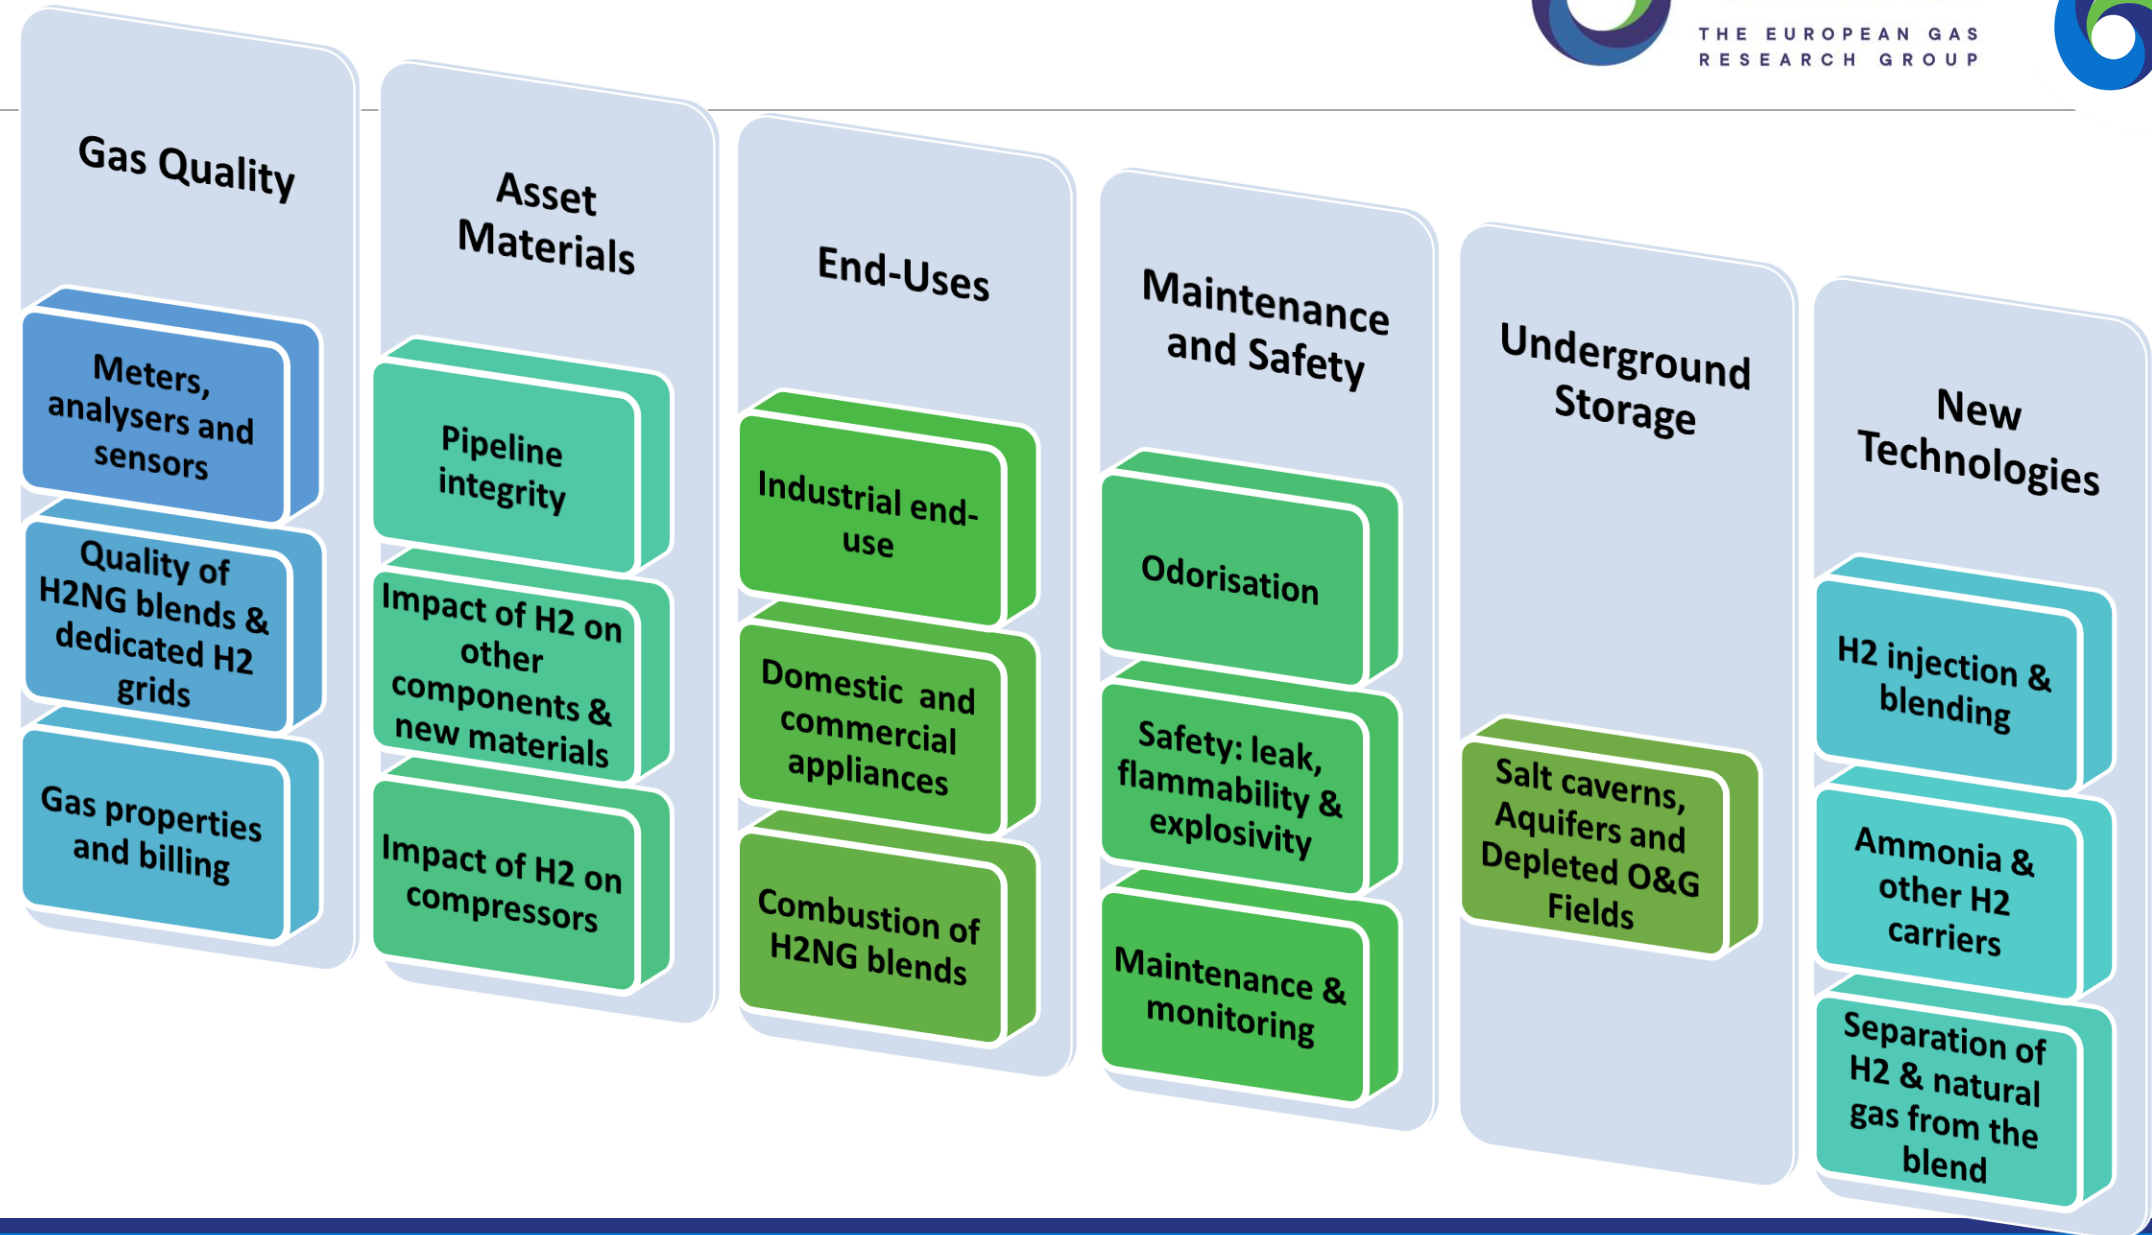 THE EUROPEAN GAS
RESEARCH GROUP
Gas Quality
Meters,
analysers and
sensors
Quality of
H2NG blends &
dedicated H2
grids
Gas properties
and billing
Asset
Materials
Pipeline
integrity
Impact of H2 on
other
components &
new materials
Impact of H2 on
compressors
End-Uses
Industrial end-
use
Domestic and
commercial
appliances
Combustion of
H2NG blends
Maintenance
and Safety
Odorisation
Safety: leak,
flammability &
explosivity
Maintenance &
monitoring
Underground
Storage
Salt caverns,
Aquifers and
Depleted O&G
Fields
New
Technologies
H2 injection &
blending
Ammonia &
other H2
carriers
Separation of
H2 & natural
gas from the
blend